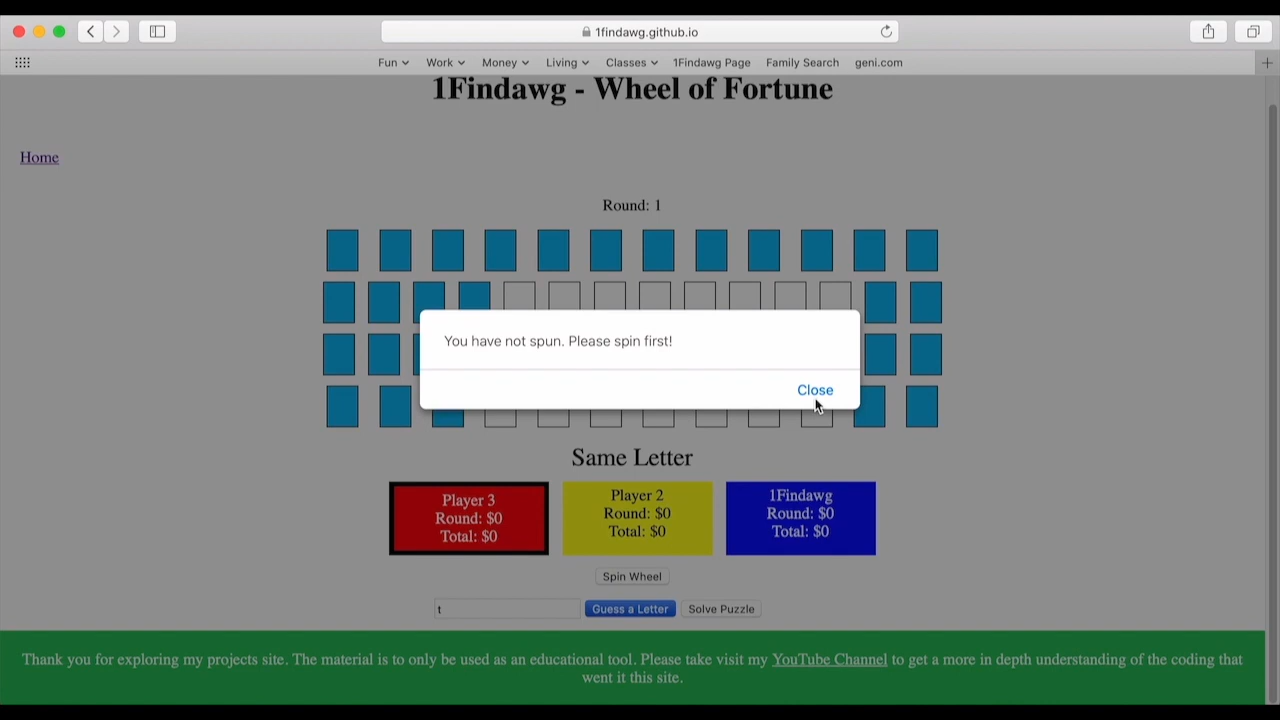 1findawg.github.io
Fun Work Money Living Classes 1Findawg Page Family Search geni.com
1Findawg - Wheel of Fortune
Home
Round: 1
You have not spun. Please spin first!
Close
Same Letter
Player 3
Round: $0
Total: $0
Player 2
Round: $0
Total: $0
1Findawg
Round: $0
Total: $0
Spin Wheel
t Guess a Letter Solve Puzzle
Thank you for exploring my projects site. The material is to only be used as an educational tool. Please take visit my YouTube Channel to get a more in depth understanding of the coding that
went it this site.